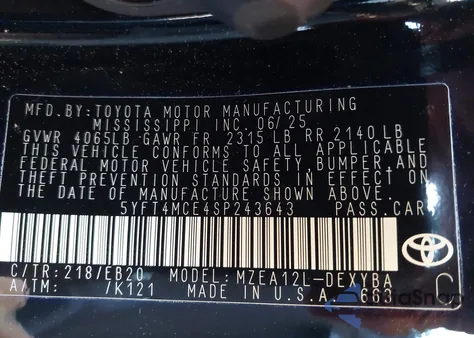 MFD.BY:TOYOTA MOTOR MANUFACTURING
MISSISSIPPI INC. 06/25
GVWR 4065LB GAWR FR 2315 LB RR 2140 LB
THIS VEHICLE CONFORMS TO ALL APPLICABLE
FEDERAL MOTOR VEHICLE SAFETY,BUMPER,AND
THEFT PREVENTION STANDARDS IN EFFECT ON
THE DATE OF MANUFACTURE SHOWN ABOVE.
5YFT4MCE4SP243643 PASS.CAR
C/TR:218/EB20 MODEL:MZEA12L-DEXYBA C
A/TM: /K121 MADE IN U.S.A. 663